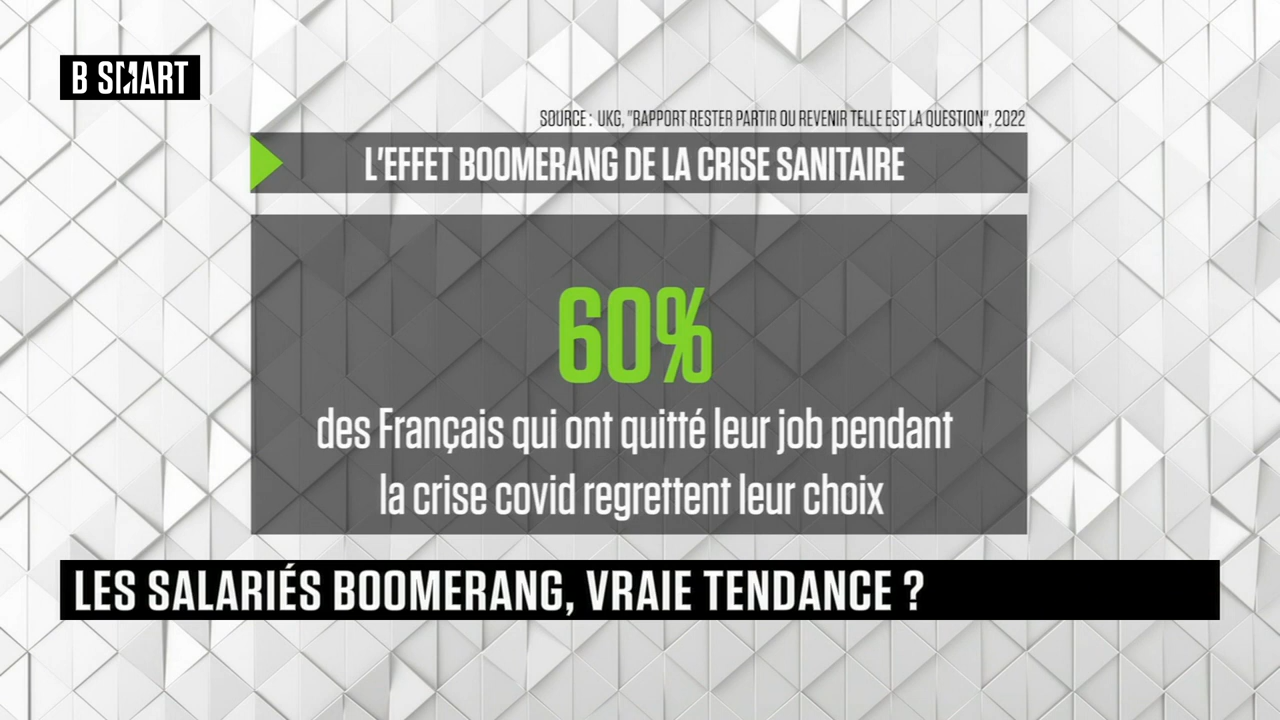 B SMART
SOURCE : UKG, "RAPPORT RESTER PARTIR OU REVENIR TELLE EST LA QUESTION", 2022
L'EFFET BOOMERANG DE LA CRISE SANITAIRE
60%
des Français qui ont quitté leur job pendant
la crise covid regrettent leur choix
LES SALARIÉS BOOMERANG, VRAIE TENDANCE ?